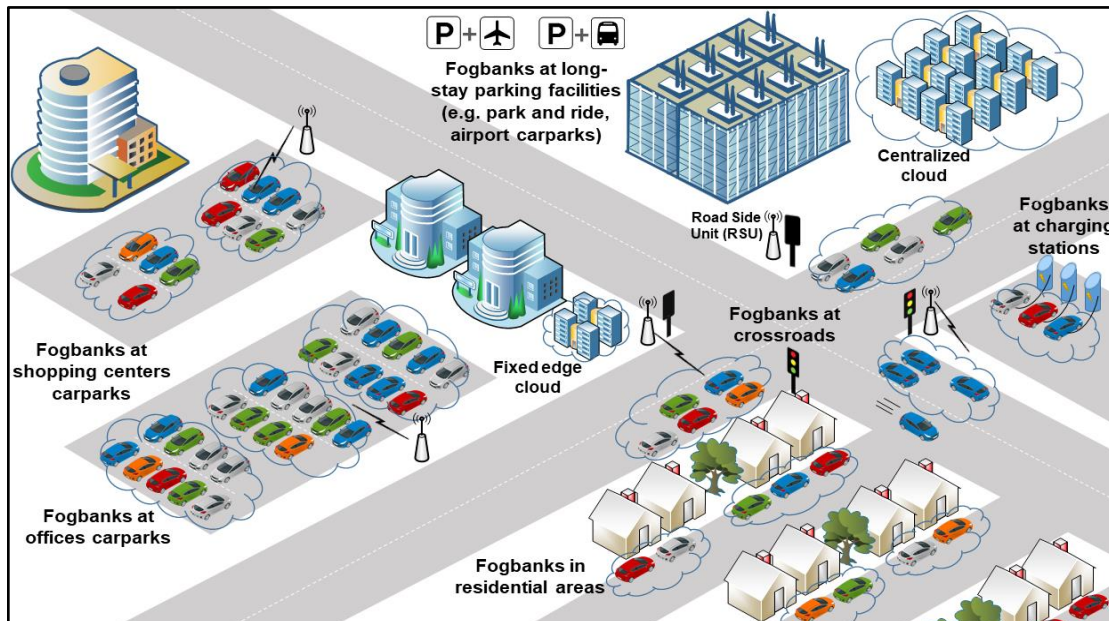 P + P +
Fogbanks at long-
stay parking facilities
(e.g. park and ride,
airport carparks)
Centralized
cloud
Road Side
Unit (RSU)
Fogbanks
at charging
stations
Fogbanks at
crossroads
Fixed edge
cloud
Fogbanks at
shopping centers
carparks
Fogbanks at
offices carparks
Fogbanks in
residential areas